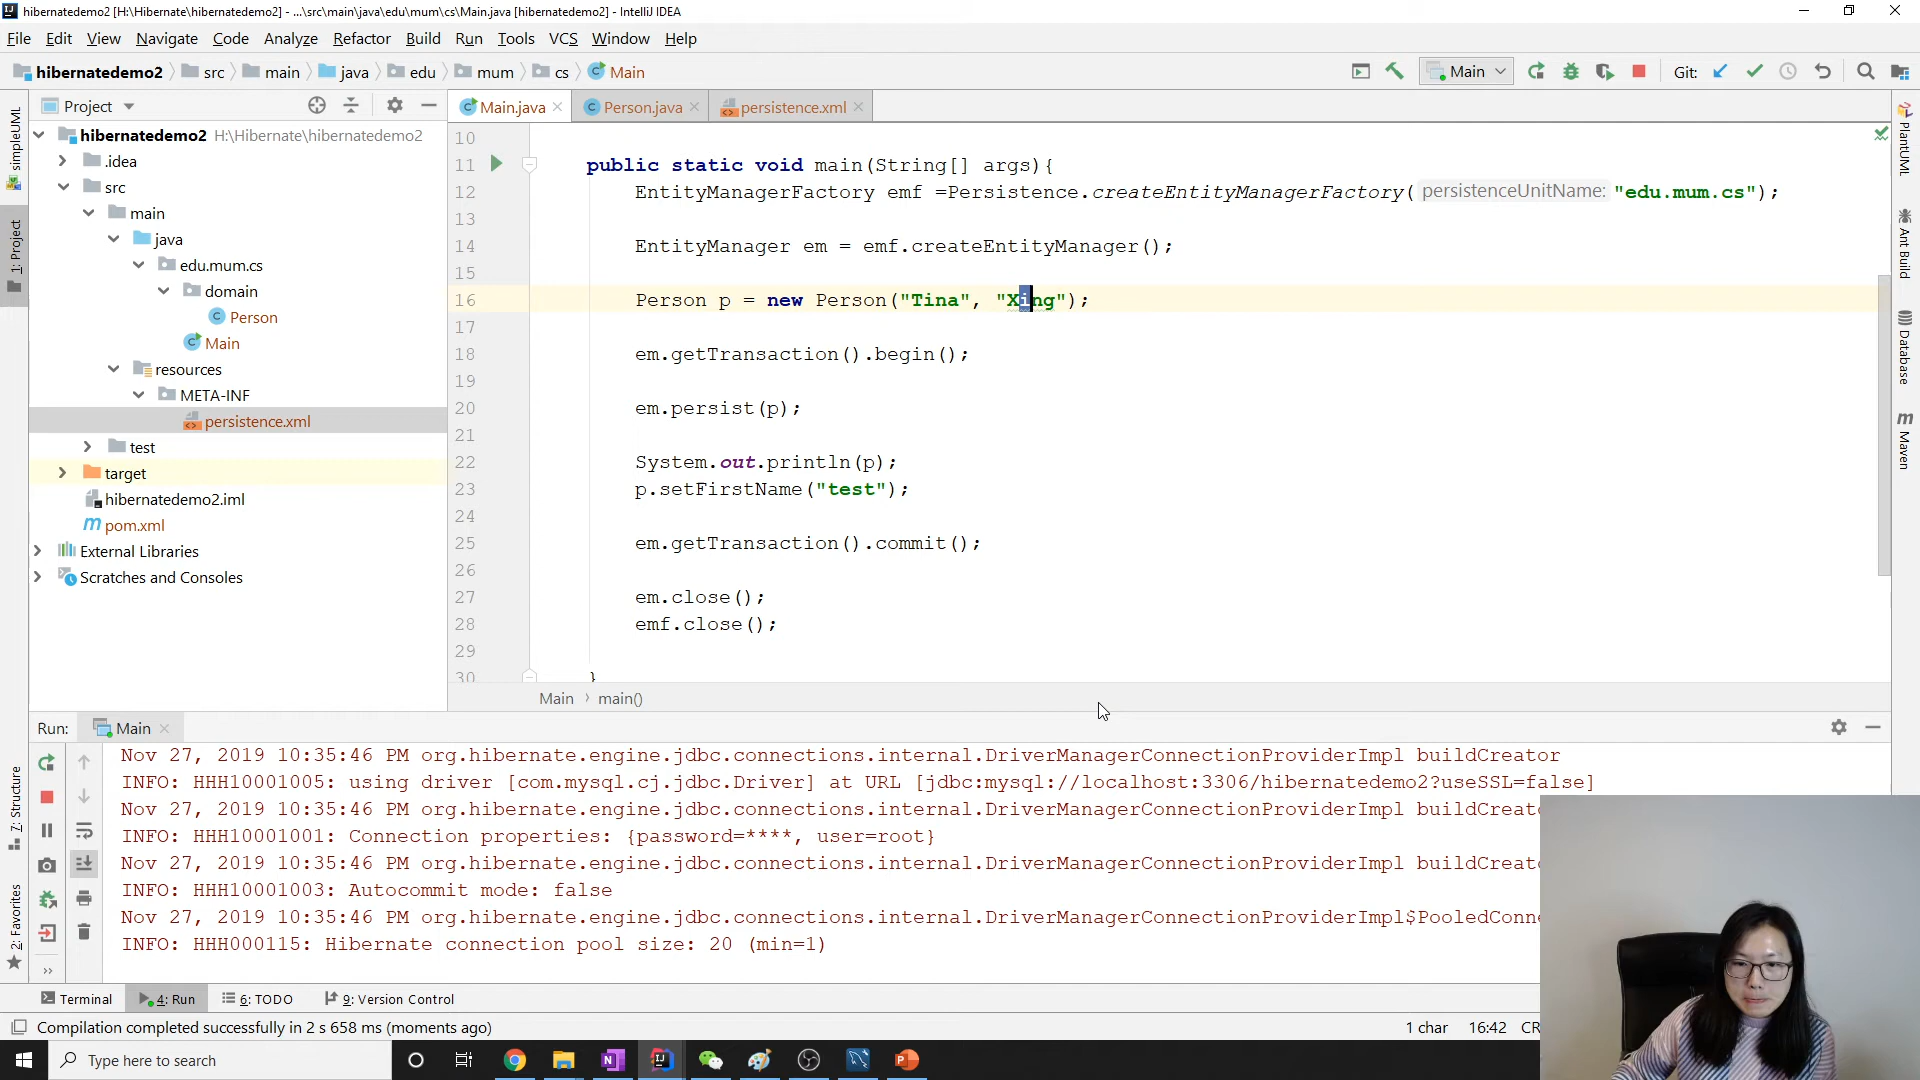 hibernatedemo2 [H:\Hibernate\hibernatedemo2] - ...\src\main\java\edu\mum\cs\Main.java [hibernatedemo2] - IntelliJ IDEA
File Edit View Navigate Code Analyze Refactor Build Run Tools VCS Window Help
hibernatedemo2 src main java edu mum cs Main Main Git:
Project Main.java Person.java persistence.xml
hibernatedemo2 H:\Hibernate\hibernatedemo2
.idea
src
main
java
edu.mum.cs
domain
Person
Main
resources
META-INF
persistence.xml
test
target
hibernatedemo2.iml
pom.xml
External Libraries
Scratches and Consoles
simpleUML
1: Project
7: Structure
2: Favorites
10
11 public static void main(String[] args){
12 EntityManagerFactory emf =Persistence.createEntityManagerFactory( persistenceUnitName: "edu.mum.cs");
13
14 EntityManager em = emf.createEntityManager();
15
16 Person p = new Person("Tina", "Xing");
17
18 em.getTransaction().begin();
19
20 em.persist(p);
21
22 System.out.println(p);
23 p.setFirstName("test");
24
25 em.getTransaction().commit();
26
27 em.close();
28 emf.close();
29
30 }
Main main()
PlantUML
Ant Build
Database
Maven
Run: Main
Nov 27, 2019 10:35:46 PM org.hibernate.engine.jdbc.connections.internal.DriverManagerConnectionProviderImpl buildCreator
INFO: HHH10001005: using driver [com.mysql.cj.jdbc.Driver] at URL [jdbc:mysql://localhost:3306/hibernatedemo2?useSSL=false]
Nov 27, 2019 10:35:46 PM org.hibernate.engine.jdbc.connections.internal.DriverManagerConnectionProviderImpl buildCreato
INFO: HHH10001001: Connection properties: {password=****, user=root}
Nov 27, 2019 10:35:46 PM org.hibernate.engine.jdbc.connections.internal.DriverManagerConnectionProviderImpl buildCreato
INFO: HHH10001003: Autocommit mode: false
Nov 27, 2019 10:35:46 PM org.hibernate.engine.jdbc.connections.internal.DriverManagerConnectionProviderImpl$PooledConne
INFO: HHH000115: Hibernate connection pool size: 20 (min=1)
Terminal 4: Run 6: TODO 9: Version Control
Compilation completed successfully in 2 s 658 ms (moments ago) 1 char 16:42 CR
Type here to search